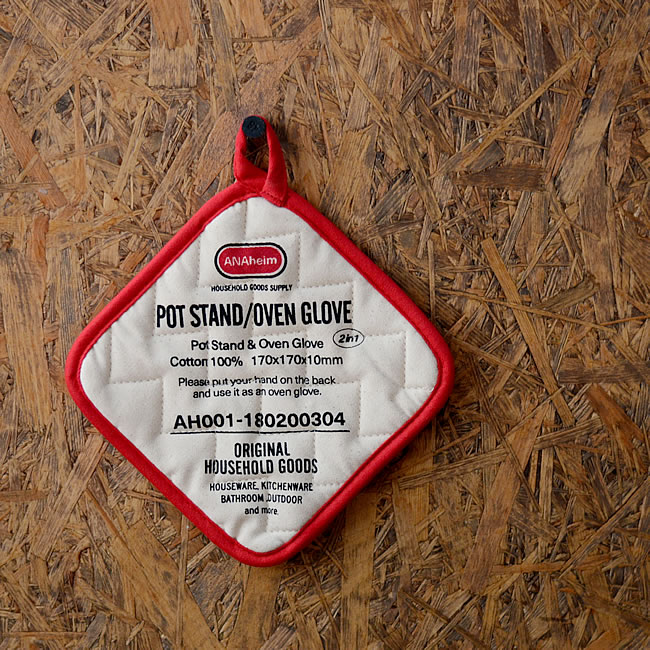 ANAheim
HOUSEHOLD GOODS SUPPLY
POT STAND/OVEN GLOVE
Pot Stand & Oven Glove 2in1
Cotton 100% 170x170x10mm
Please put your hand on the back
and use it as an oven glove.
AH001-180200304
ORIGINAL
HOUSEHOLD GOODS
HOUSEWARE, KITCHENWARE
BATHROOM ,OUTDOOR
and more.